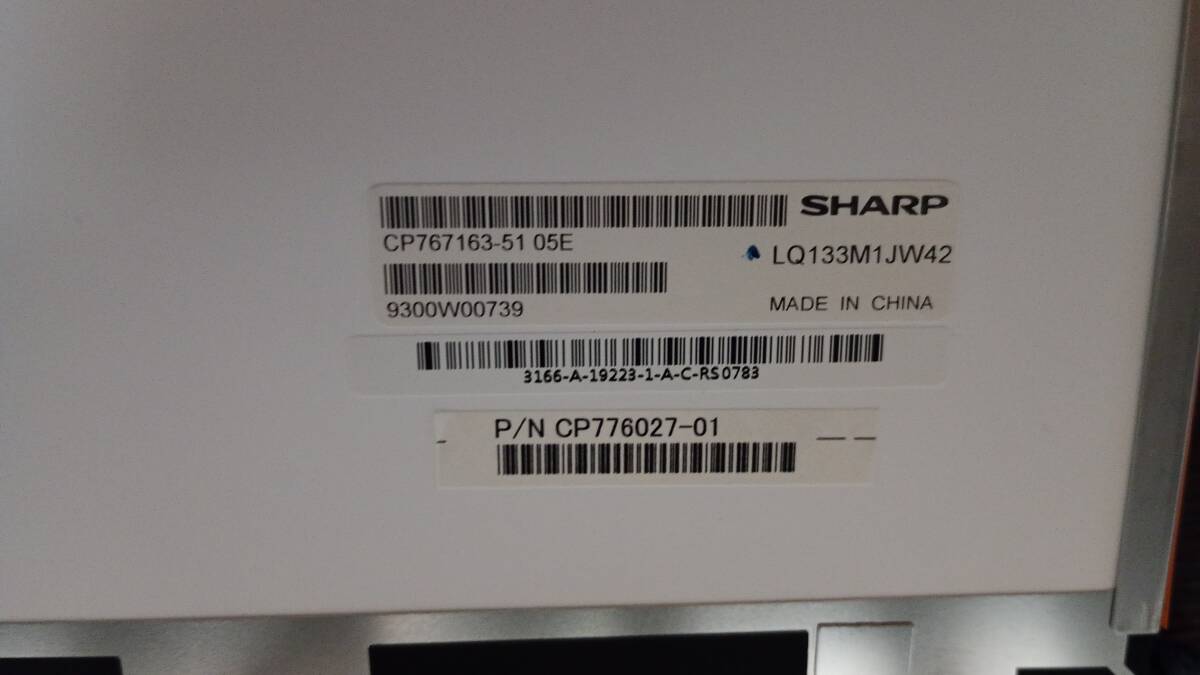 SHARP
CP767163-51 05E
LQ133M1JW42
9300W00739
MADE IN CHINA
3166-A-19223-1-A-C-RS0783
P/N CP776027-01